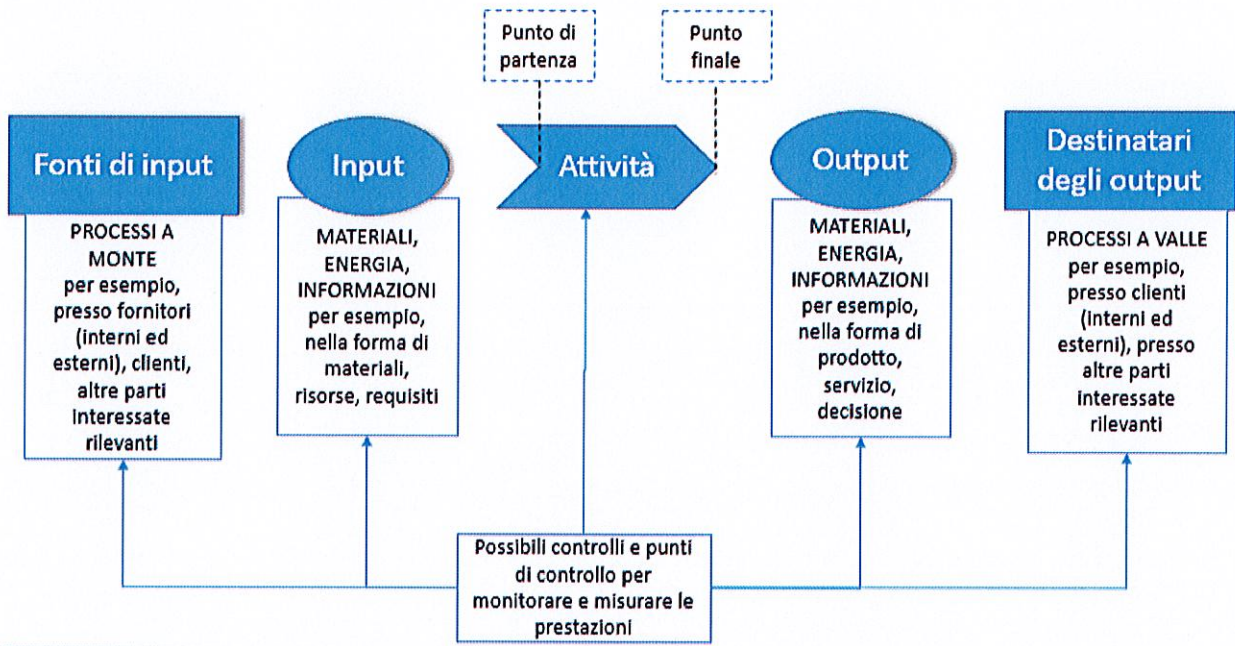 Punto di
partenza
Punto
finale
Fonti di input
Input
Attività
Output
Destinatari
degli output
PROCESSI A
MONTE
per esempio,
presso fornitori
(interni ed
esterni), clienti,
altre parti
interessate
rilevanti
MATERIALI,
ENERGIA,
INFORMAZIONI
per esempio,
nella forma di
materiali,
risorse, requisiti
MATERIALI,
ENERGIA,
INFORMAZIONI
per esempio,
nella forma di
prodotto,
servizio,
decisione
PROCESSI A VALLE
per esempio,
presso clienti
(interni ed
esterni), presso
altre parti
interessate
rilevanti
Possibili controlli e punti
di controllo per
monitorare e misurare le
prestazioni